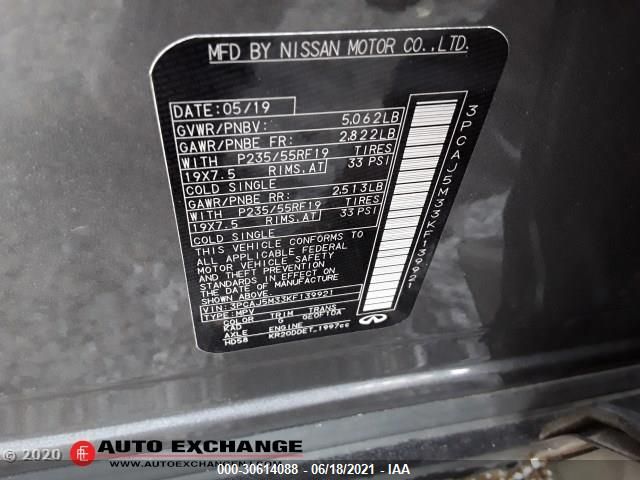 MFD BY NISSAN MOTOR CO.,LTD.
DATE: 05/19
GVWR/PNBV: 5,062LB
GAWR/PNBE FR: 2,822LB
WITH P235/55RF19 TIRES
19X7.5 RIMS.AT 33 PSI
COLD SINGLE
GAWR/PNBE RR: 2,513LB
WITH P235/55RF19 TIRES
19X7.5 RIMS.AT 33 PSI
COLD SINGLE
THIS VEHICLE CONFORMS TO
ALL APPLICABLE FEDERAL
MOTOR VEHICLE SAFETY
AND THEFT PREVENTION
STANDARDS IN EFFECT ON
THE DATE OF MANUFACTURE
SHOWN ABOVE.
VIN: 3PCAJ5M33KF139921
TYPE: MPV
COLOR TRIM TRANS
KAD G 0E0F10A
AXLE ENGINE
HD58 KR20DDET 1997cc
3PCAJ5M33KF139921
© 2020
AUTO EXCHANGE
000-30614088 - 06/18/2021 - IAA